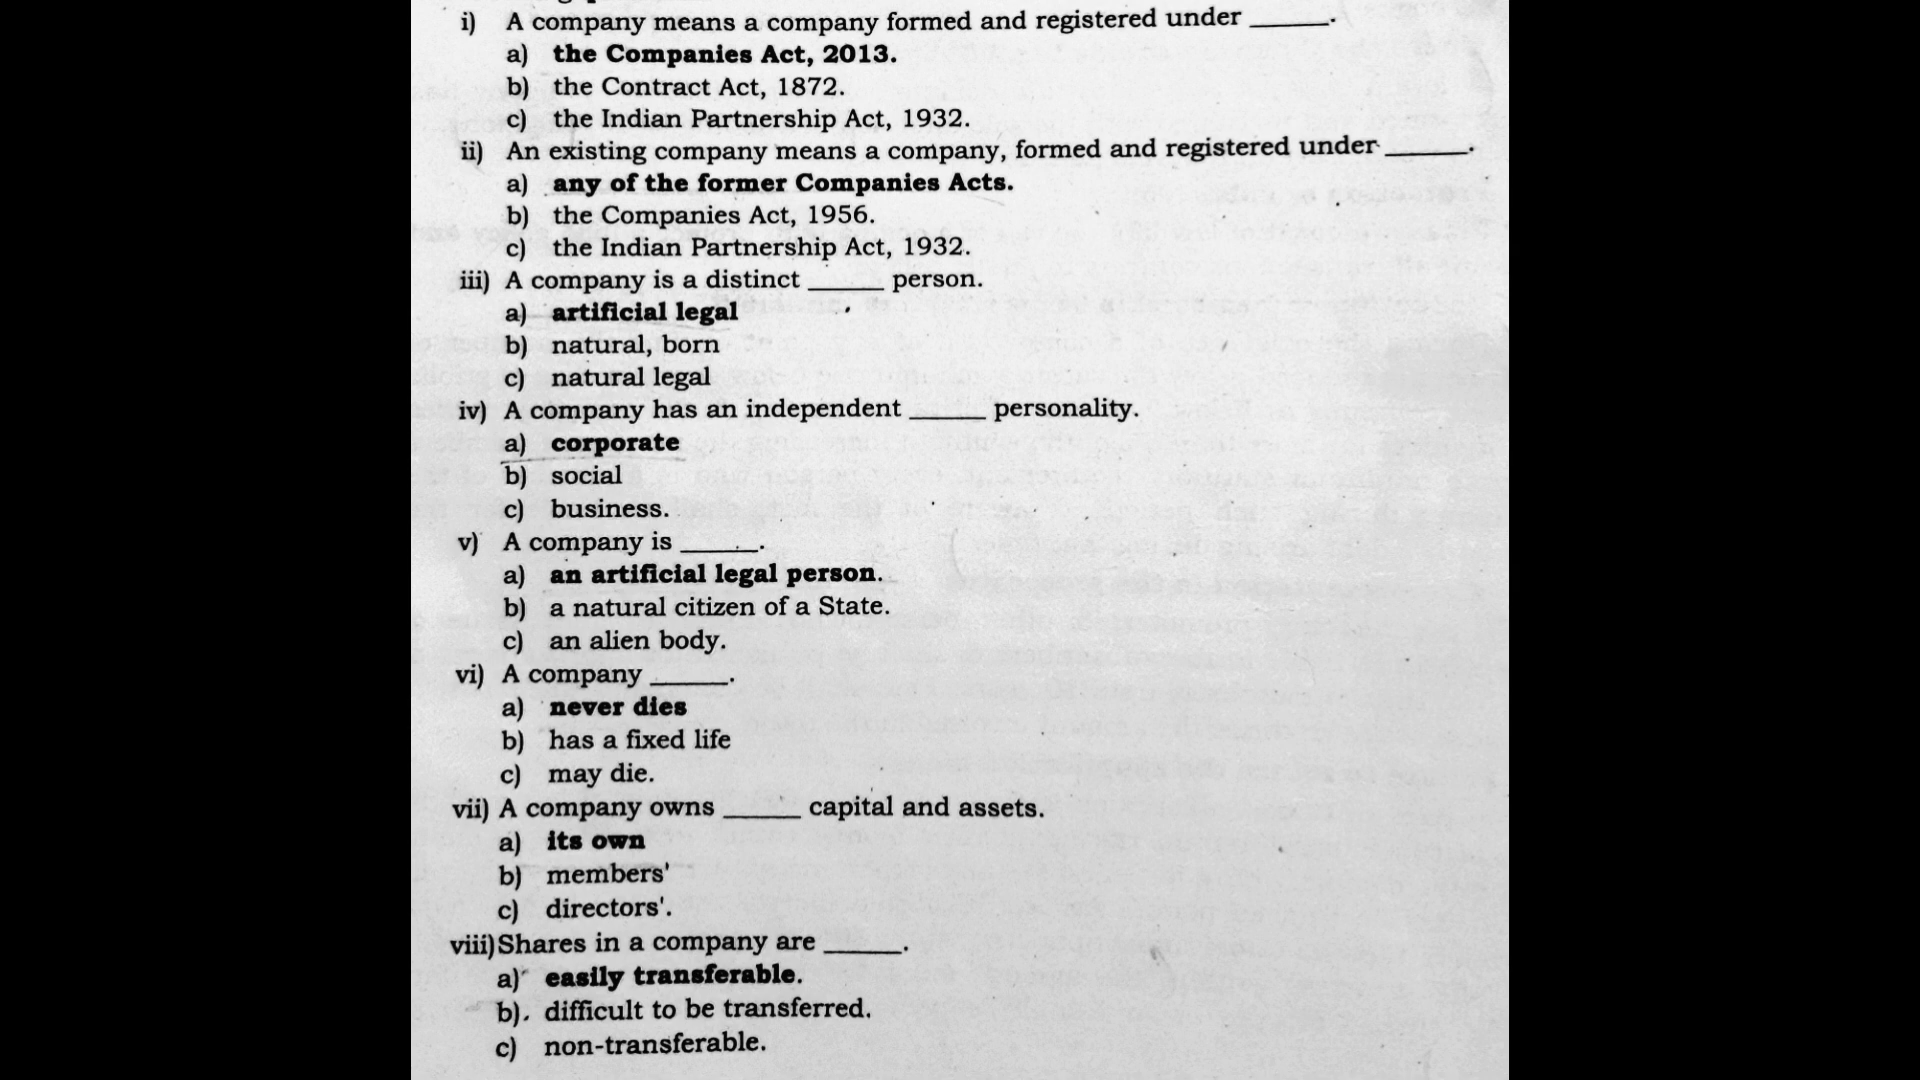 i) A company means a company formed and registered under ______.
a) the Companies Act, 2013.
b) the Contract Act, 1872.
c) the Indian Partnership Act, 1932.
ii) An existing company means a company, formed and registered under ______.
a) any of the former Companies Acts.
b) the Companies Act, 1956.
c) the Indian Partnership Act, 1932.
iii) A company is a distinct ______ person.
a) artificial legal
b) natural, born
c) natural legal
iv) A company has an independent ______ personality.
a) corporate
b) social
c) business.
v) A company is ______.
a) an artificial legal person.
b) a natural citizen of a State.
c) an alien body.
vi) A company ______.
a) never dies
b) has a fixed life
c) may die.
vii) A company owns ______ capital and assets.
a) its own
b) members'
c) directors'.
viii) Shares in a company are ______.
a) easily transferable.
b). difficult to be transferred.
c) non-transferable.